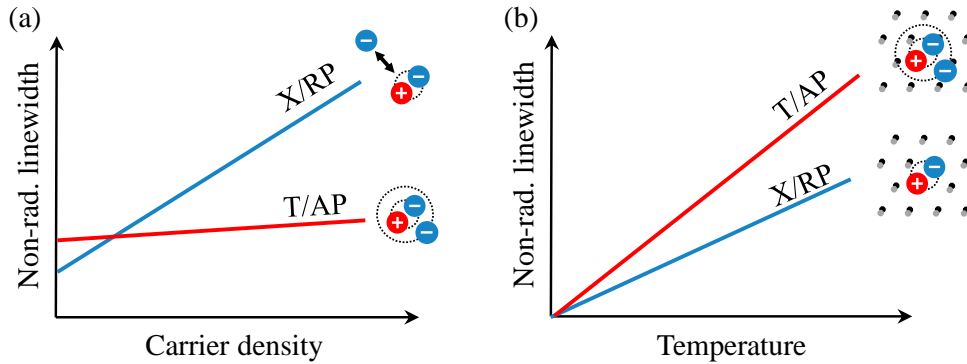 (a)
Non-rad. linewidth
X/RP
T/AP
Carrier density
−
−
+
+
−
−
(b)
Non-rad. linewidth
T/AP
X/RP
Temperature
−
+
−
−
+